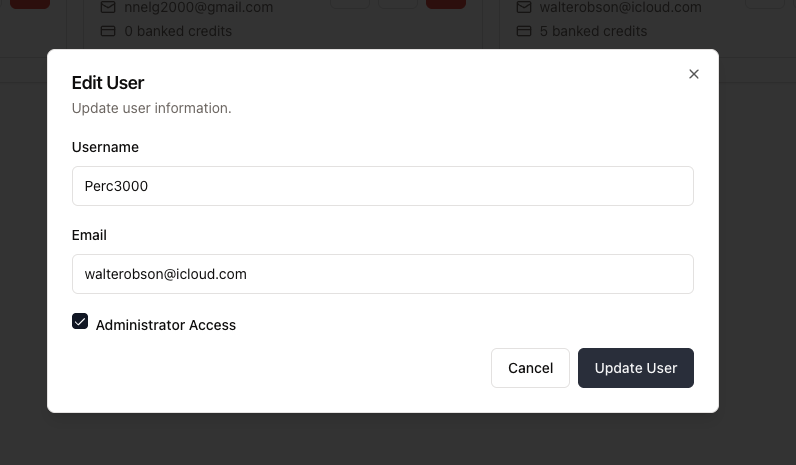 nnelg2000@gmail.com
walterobson@icloud.com
0 banked credits
5 banked credits
Edit User
Update user information.
Username
Perc3000
Email
walterobson@icloud.com
Administrator Access
Cancel
Update User